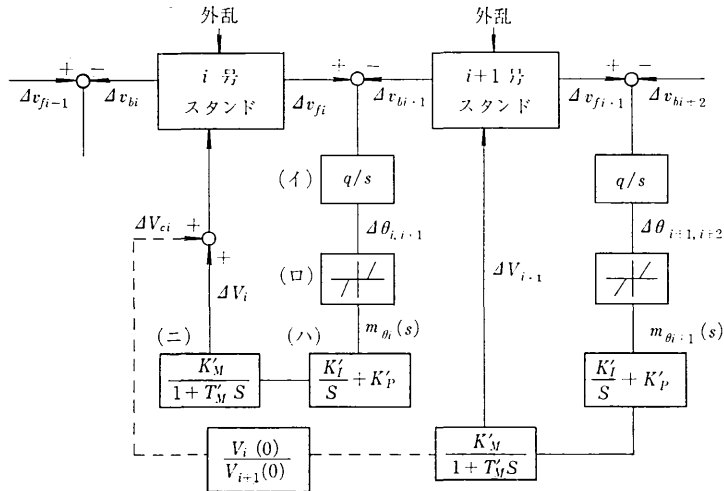 外乱 外乱
+ − i 号 スタンド + − i+1 号 スタンド + −
Δv_{fi−1} Δv_{bi} Δv_{fi} Δv_{bi+1} Δv_{fi+1} Δv_{bi+2}
(イ) q/s q/s
ΔV_{ci} + Δθ_{i,i+1} Δθ_{i+1,i+2}
+
ΔV_i (ロ) ΔV_{i+1}
m_{θi}(s) m_{θi+1}(s)
(ニ) (ハ)
K'_M / (1+T'_M S) K'_I/S + K'_P K'_I/S + K'_P
V_i(0) / V_{i+1}(0) K'_M / (1+T'_M S)